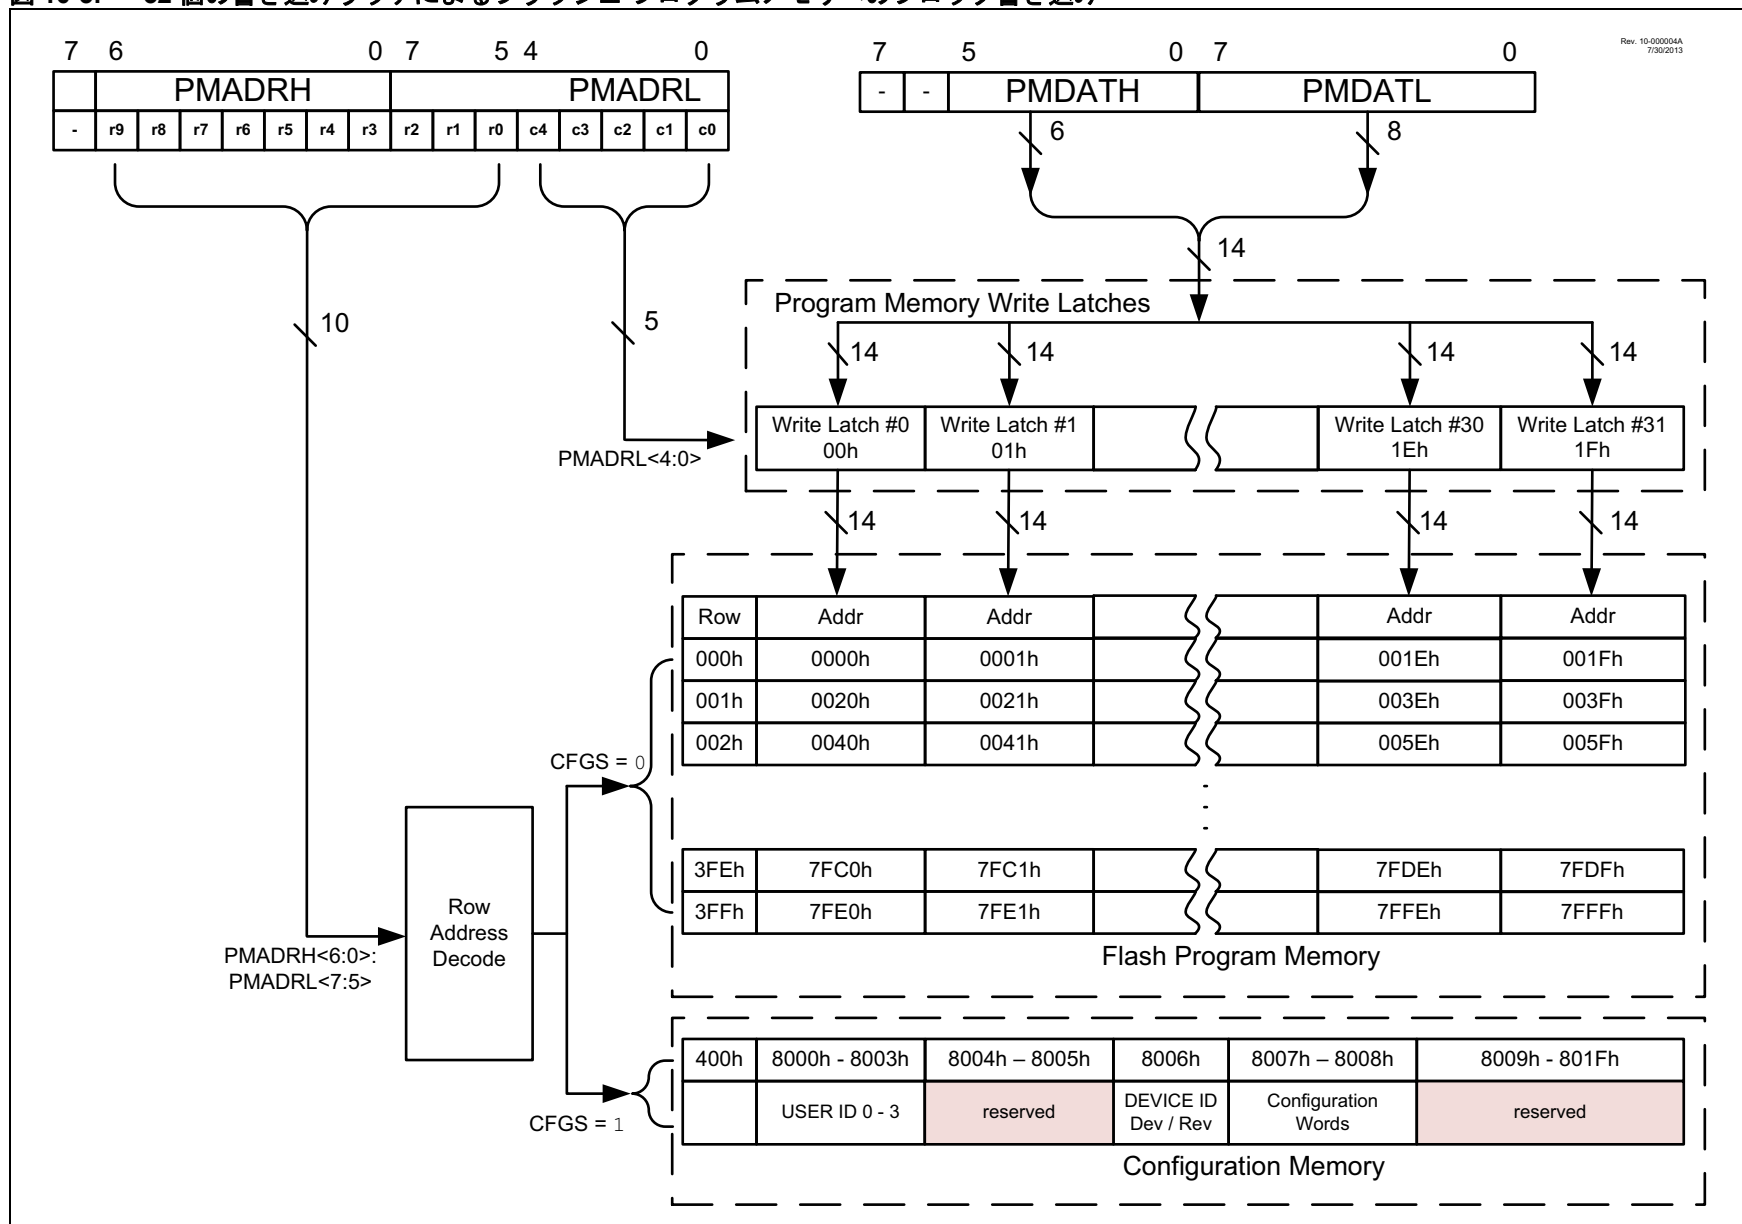 7 6 0 7 5 4 0
PMADRH PMADRL
- r9 r8 r7 r6 r5 r4 r3 r2 r1 r0 c4 c3 c2 c1 c0
7 5 0 7 0
- - PMDATH PMDATL
Rev. 10-000004A
7/30/2013
6 8
14
10 5
Program Memory Write Latches
14 14 14 14
Write Latch #0
00h
Write Latch #1
01h
Write Latch #30
1Eh
Write Latch #31
1Fh
PMADRL<4:0>
14 14 14 14
Row Addr Addr Addr Addr
000h 0000h 0001h 001Eh 001Fh
001h 0020h 0021h 003Eh 003Fh
002h 0040h 0041h 005Eh 005Fh
CFGS = 0
3FEh 7FC0h 7FC1h 7FDEh 7FDFh
3FFh 7FE0h 7FE1h 7FFEh 7FFFh
Flash Program Memory
Row
Address
Decode
PMADRH<6:0>:
PMADRL<7:5>
400h 8000h - 8003h 8004h – 8005h 8006h 8007h – 8008h 8009h - 801Fh
USER ID 0 - 3
reserved
DEVICE ID
Dev / Rev
Configuration
Words
reserved
CFGS = 1
Configuration Memory